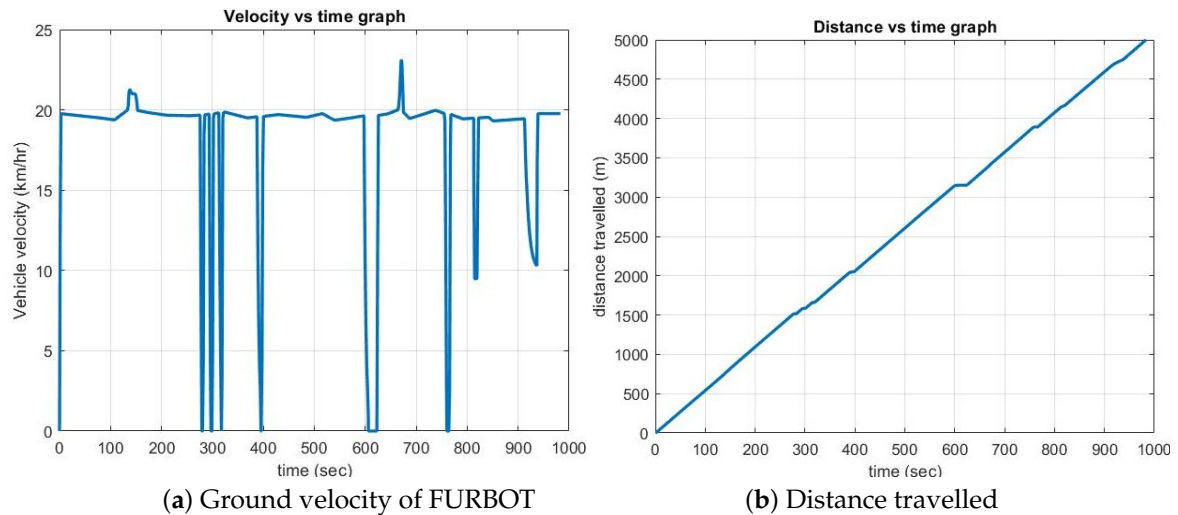 Velocity vs time graph
25
20
15
10
5
0
Vehicle velocity (km/hr)
0 100 200 300 400 500 600 700 800 900 1000
time (sec)
(a) Ground velocity of FURBOT
Distance vs time graph
5000
4500
4000
3500
3000
2500
2000
1500
1000
500
0
distance travelled (m)
0 100 200 300 400 500 600 700 800 900 1000
time (sec)
(b) Distance travelled